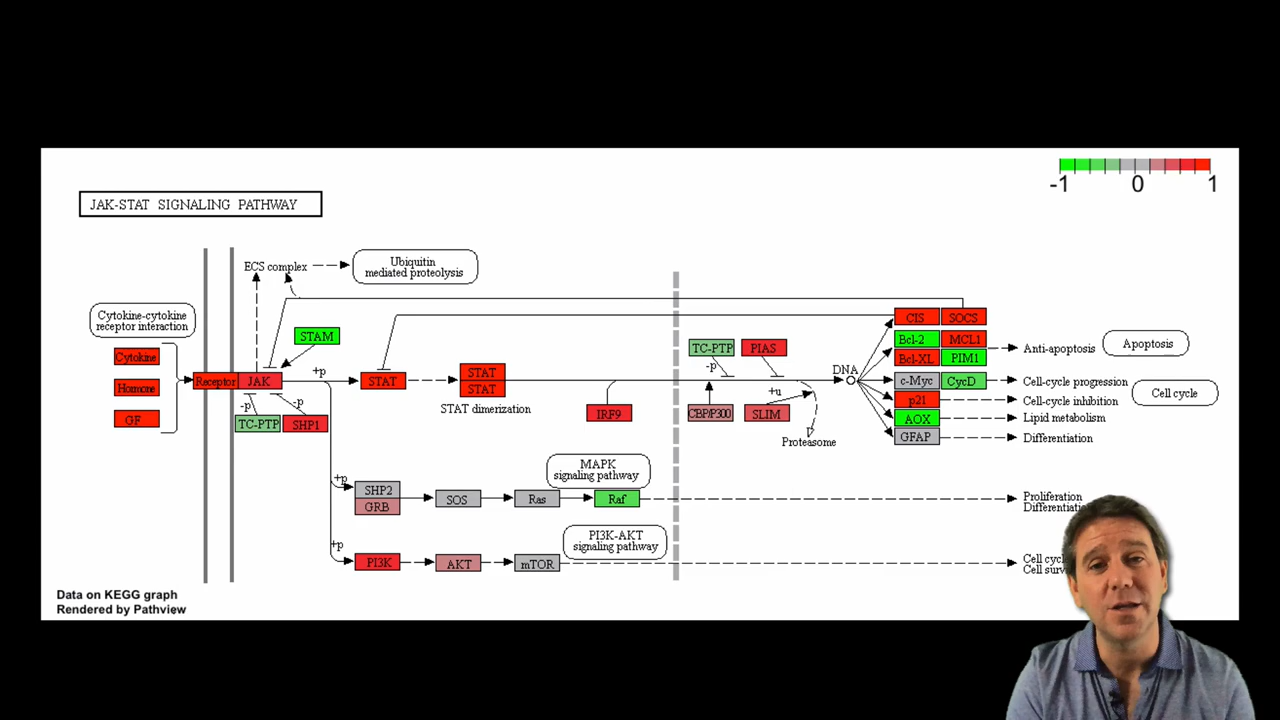 -1
0
1
JAK-STAT SIGNALING PATHWAY
ECS complex
Ubiquitin
mediated proteolysis
Cytokine-cytokine
receptor interaction
STAM
Cytokine
Hormone
GF
Receptor
JAK
+p
STAT
STAT
STAT
STAT dimerization
-p
-p
TC-PTP
SHP1
IRF9
TC-PTP
PIAS
-p
+u
CBP/P300
SLIM
Proteasome
DNA
CIS
SOCS
Bcl-2
MCL1
Bcl-XL
PIM1
Anti-apoptosis
Apoptosis
c-Myc
CycD
Cell-cycle progression
p21
Cell-cycle inhibition
Cell cycle
AOX
Lipid metabolism
GFAP
Differentiation
MAPK
signaling pathway
+p
SHP2
GRB
SOS
Ras
Raf
Proliferation
PI3K-AKT
signaling pathway
+p
PI3K
AKT
mTOR
Cell
Cell
Data on KEGG graph
Rendered by Pathview